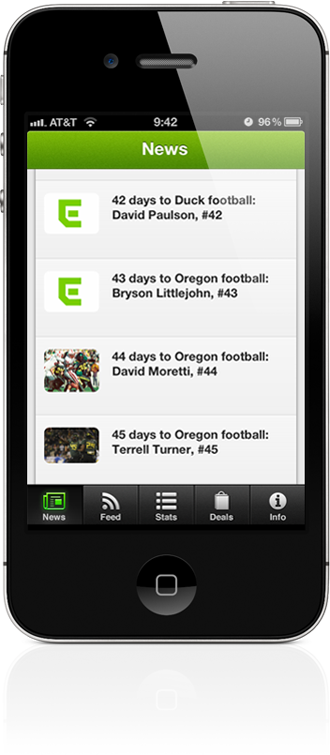 AT&T 9:42 96%
News
42 days to Duck football:
David Paulson, #42
E
43 days to Oregon football:
Bryson Littlejohn, #43
E
44 days to Oregon football:
David Moretti, #44
45 days to Oregon football:
Terrell Turner, #45
News Feed Stats Deals Info